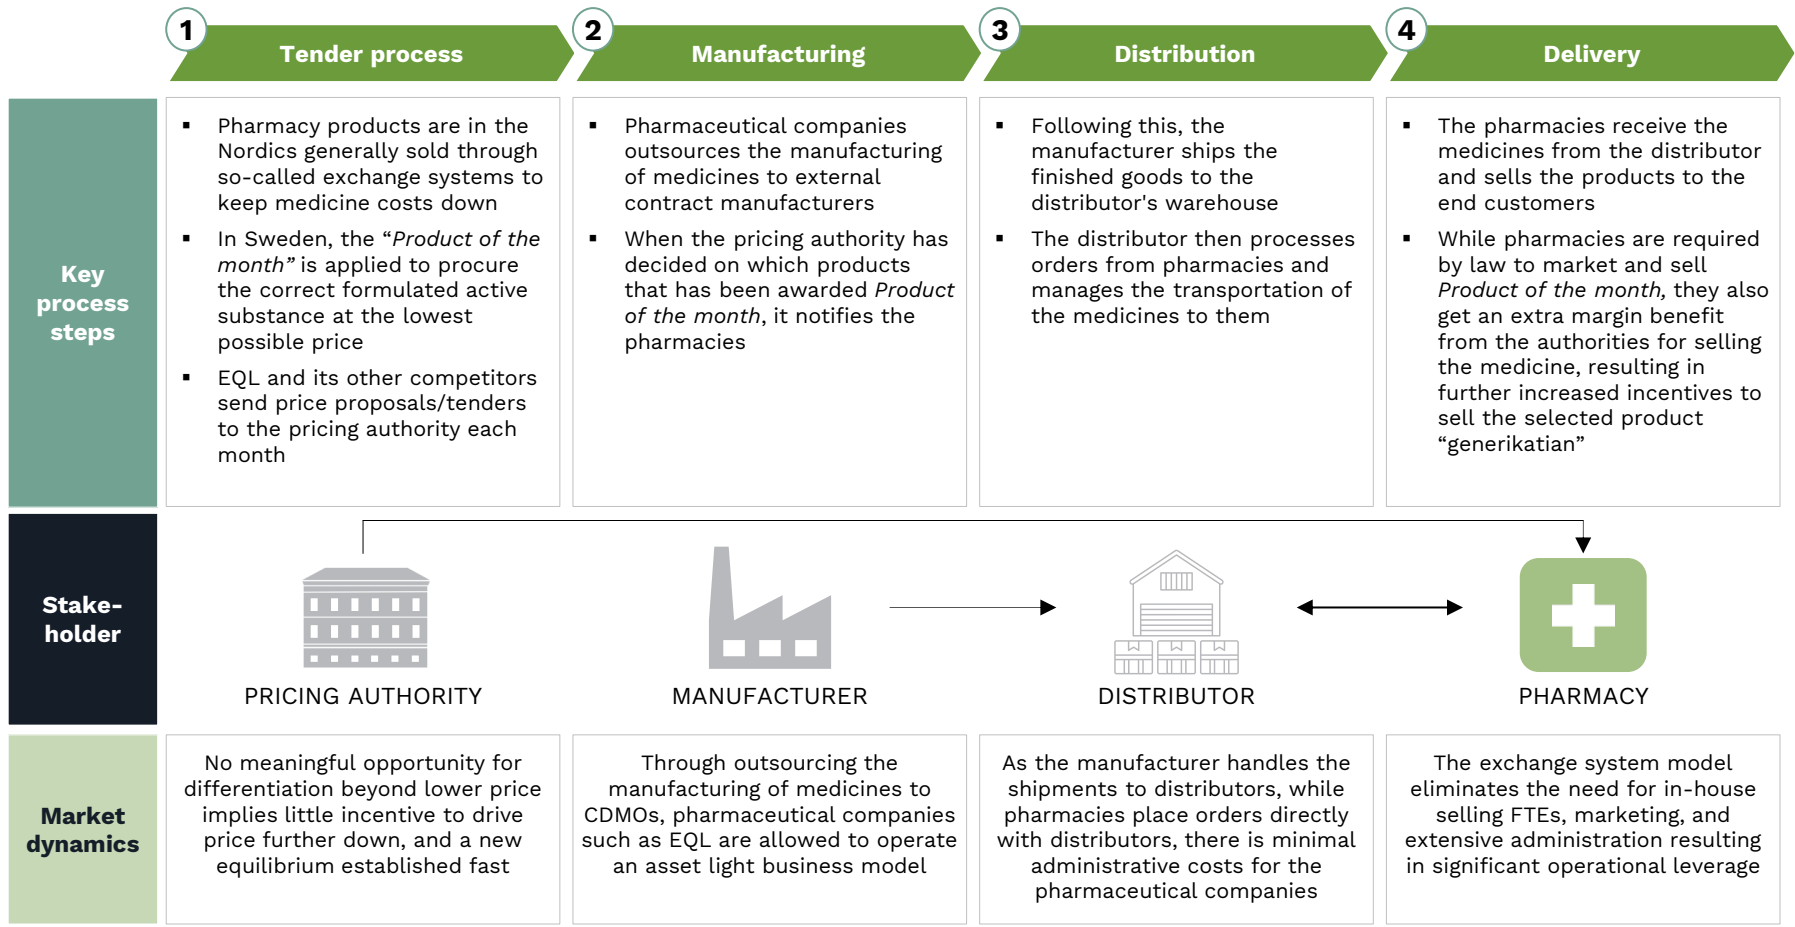 1
Tender process
2
Manufacturing
3
Distribution
4
Delivery
Key
process
steps
▪ Pharmacy products are in the
Nordics generally sold through
so-called exchange systems to
keep medicine costs down
▪ In Sweden, the “Product of the
month” is applied to procure
the correct formulated active
substance at the lowest
possible price
▪ EQL and its other competitors
send price proposals/tenders
to the pricing authority each
month
▪ Pharmaceutical companies
outsources the manufacturing
of medicines to external
contract manufacturers
▪ When the pricing authority has
decided on which products
that has been awarded Product
of the month, it notifies the
pharmacies
▪ Following this, the
manufacturer ships the
finished goods to the
distributor's warehouse
▪ The distributor then processes
orders from pharmacies and
manages the transportation of
the medicines to them
▪ The pharmacies receive the
medicines from the distributor
and sells the products to the
end customers
▪ While pharmacies are required
by law to market and sell
Product of the month, they also
get an extra margin benefit
from the authorities for selling
the medicine, resulting in
further increased incentives to
sell the selected product
“generikatian”
Stake-
holder
PRICING AUTHORITY
MANUFACTURER
DISTRIBUTOR
PHARMACY
Market
dynamics
No meaningful opportunity for
differentiation beyond lower price
implies little incentive to drive
price further down, and a new
equilibrium established fast
Through outsourcing the
manufacturing of medicines to
CDMOs, pharmaceutical companies
such as EQL are allowed to operate
an asset light business model
As the manufacturer handles the
shipments to distributors, while
pharmacies place orders directly
with distributors, there is minimal
administrative costs for the
pharmaceutical companies
The exchange system model
eliminates the need for in-house
selling FTEs, marketing, and
extensive administration resulting
in significant operational leverage